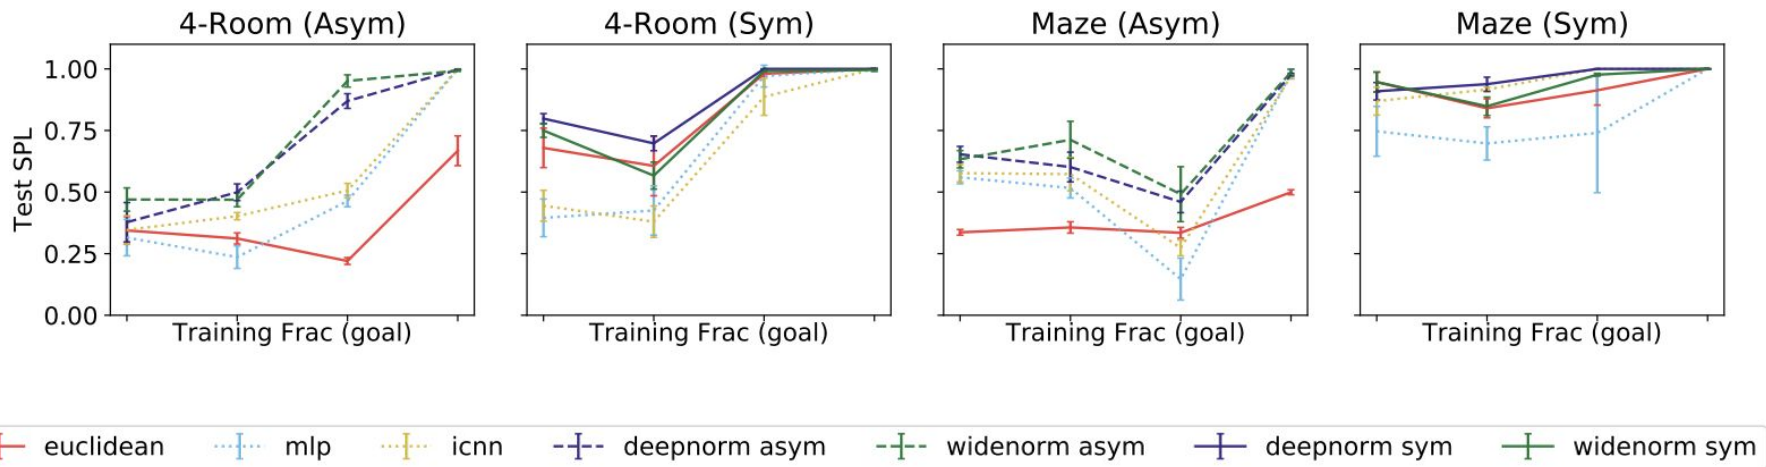 4-Room (Asym) 4-Room (Sym) Maze (Asym) Maze (Sym)
1.00
0.75
0.50
0.25
0.00
Test SPL
Training Frac (goal) Training Frac (goal) Training Frac (goal) Training Frac (goal)
euclidean mlp icnn deepnorm asym widenorm asym deepnorm sym widenorm sym